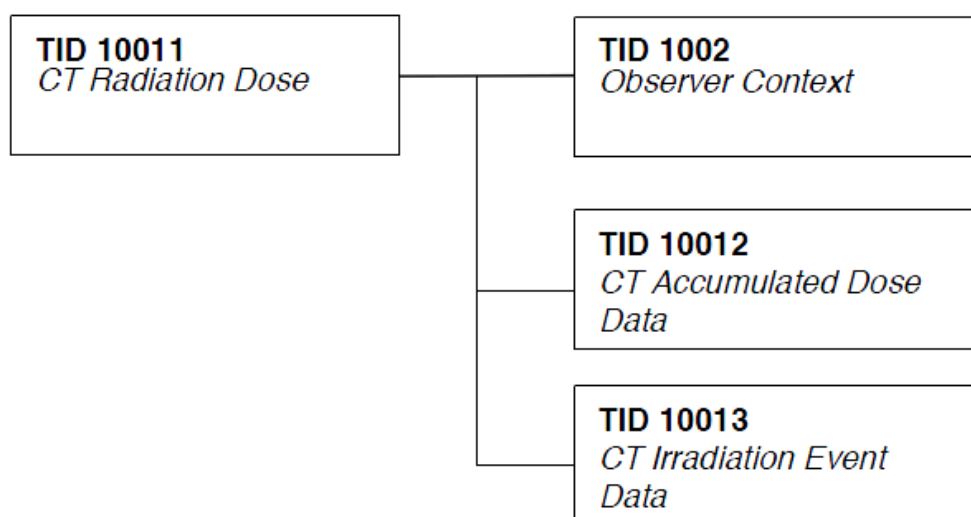 TID 10011
CT Radiation Dose
TID 1002
Observer Context
TID 10012
CT Accumulated Dose
Data
TID 10013
CT Irradiation Event
Data